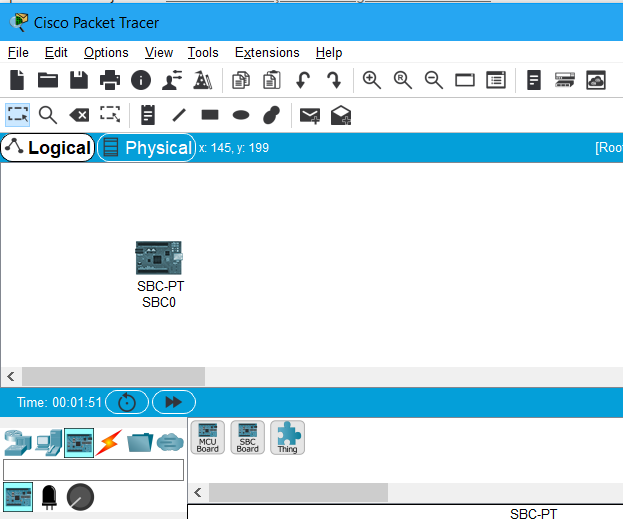 Cisco Packet Tracer
File Edit Options View Tools Extensions Help
Logical Physical x: 145, y: 199 [Roo
SBC-PT
SBC0
Time: 00:01:51
MCU Board SBC Board Thing
SBC-PT